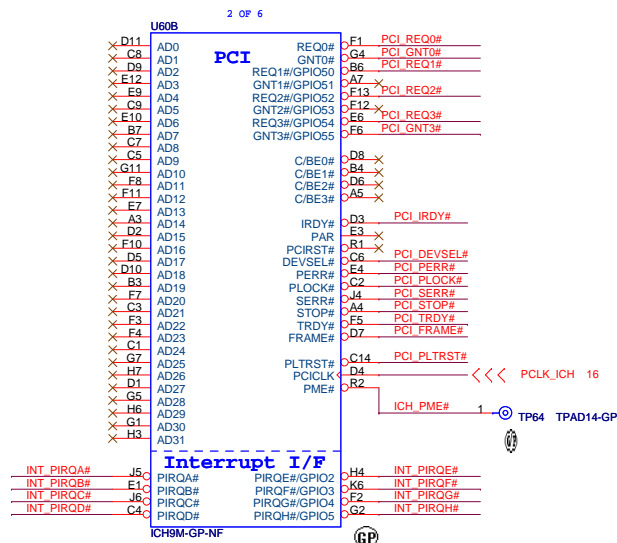 2 OF 6
U60B
PCI
D11 AD0 REQ0# F1 PCI_REQ0#
C8 AD1 GNT0# G4 PCI_GNT0#
D9 AD2 REQ1#/GPIO50 B6 PCI_REQ1#
E12 AD3 GNT1#/GPIO51 A7
E9 AD4 REQ2#/GPIO52 F13 PCI_REQ2#
C9 AD5 GNT2#/GPIO53 F12
E10 AD6 REQ3#/GPIO54 E6 PCI_REQ3#
B7 AD7 GNT3#/GPIO55 F6 PCI_GNT3#
C7 AD8
C5 AD9 C/BE0# D8
G11 AD10 C/BE1# B4
F8 AD11 C/BE2# D6
F11 AD12 C/BE3# A5
E7 AD13
A3 AD14 IRDY# D3 PCI_IRDY#
D2 AD15 PAR E3
F10 AD16 PCIRST# R1
D5 AD17 DEVSEL# C6 PCI_DEVSEL#
D10 AD18 PERR# E4 PCI_PERR#
B3 AD19 PLOCK# C2 PCI_PLOCK#
F7 AD20 SERR# J4 PCI_SERR#
C3 AD21 STOP# A4 PCI_STOP#
F3 AD22 TRDY# F5 PCI_TRDY#
F4 AD23 FRAME# D7 PCI_FRAME#
C1 AD24
G7 AD25 PLTRST# C14 PCI_PLTRST#
H7 AD26 PCICLK D4 PCLK_ICH 16
D1 AD27 PME# R2
G5 AD28
H6 AD29 ICH_PME# 1 TP64 TPAD14-GP
G1 AD30
H3 AD31
Interrupt I/F
INT_PIRQA# J5 PIRQA# PIRQE#/GPIO2 H4 INT_PIRQE#
INT_PIRQB# E1 PIRQB# PIRQF#/GPIO3 K6 INT_PIRQF#
INT_PIRQC# J6 PIRQC# PIRQG#/GPIO4 F2 INT_PIRQG#
INT_PIRQD# C4 PIRQD# PIRQH#/GPIO5 G2 INT_PIRQH#
ICH9M-GP-NF GP